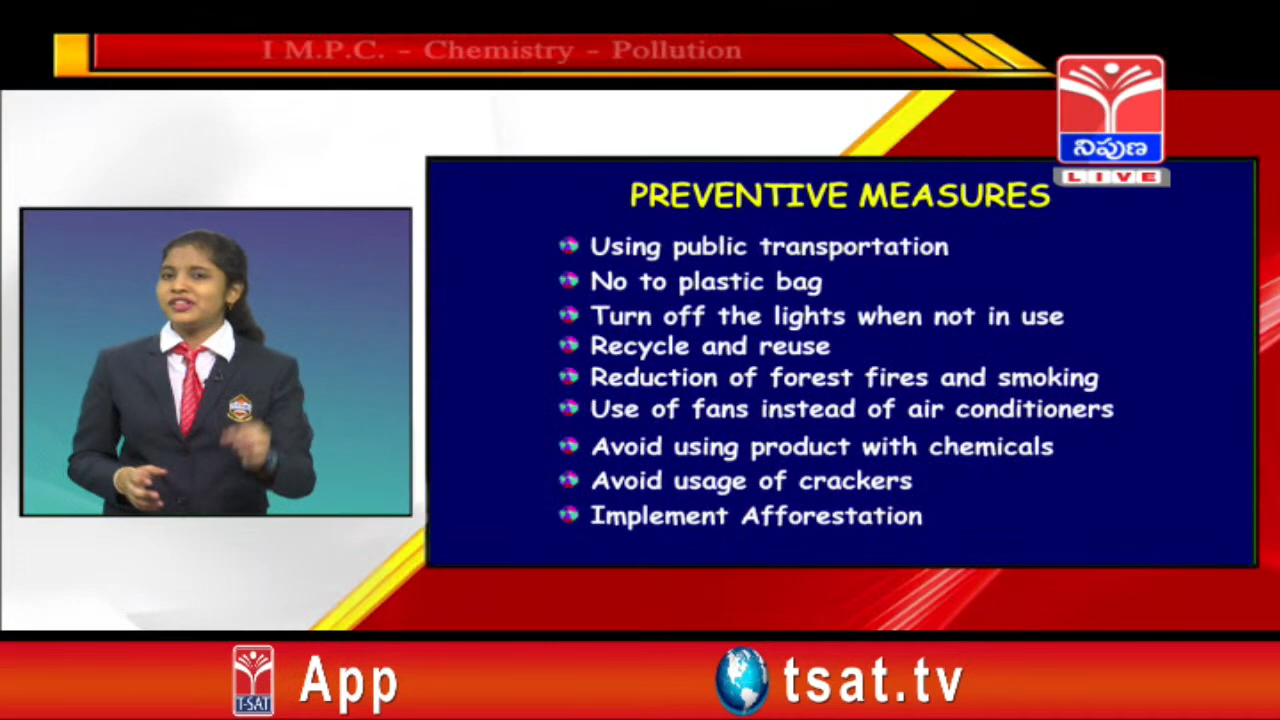 I M.P.C. - Chemistry - Pollution
నిపుణ
LIVE
PREVENTIVE MEASURES
Using public transportation
No to plastic bag
Turn off the lights when not in use
Recycle and reuse
Reduction of forest fires and smoking
Use of fans instead of air conditioners
Avoid using product with chemicals
Avoid usage of crackers
Implement Afforestation
T-SAT
App
tsat.tv